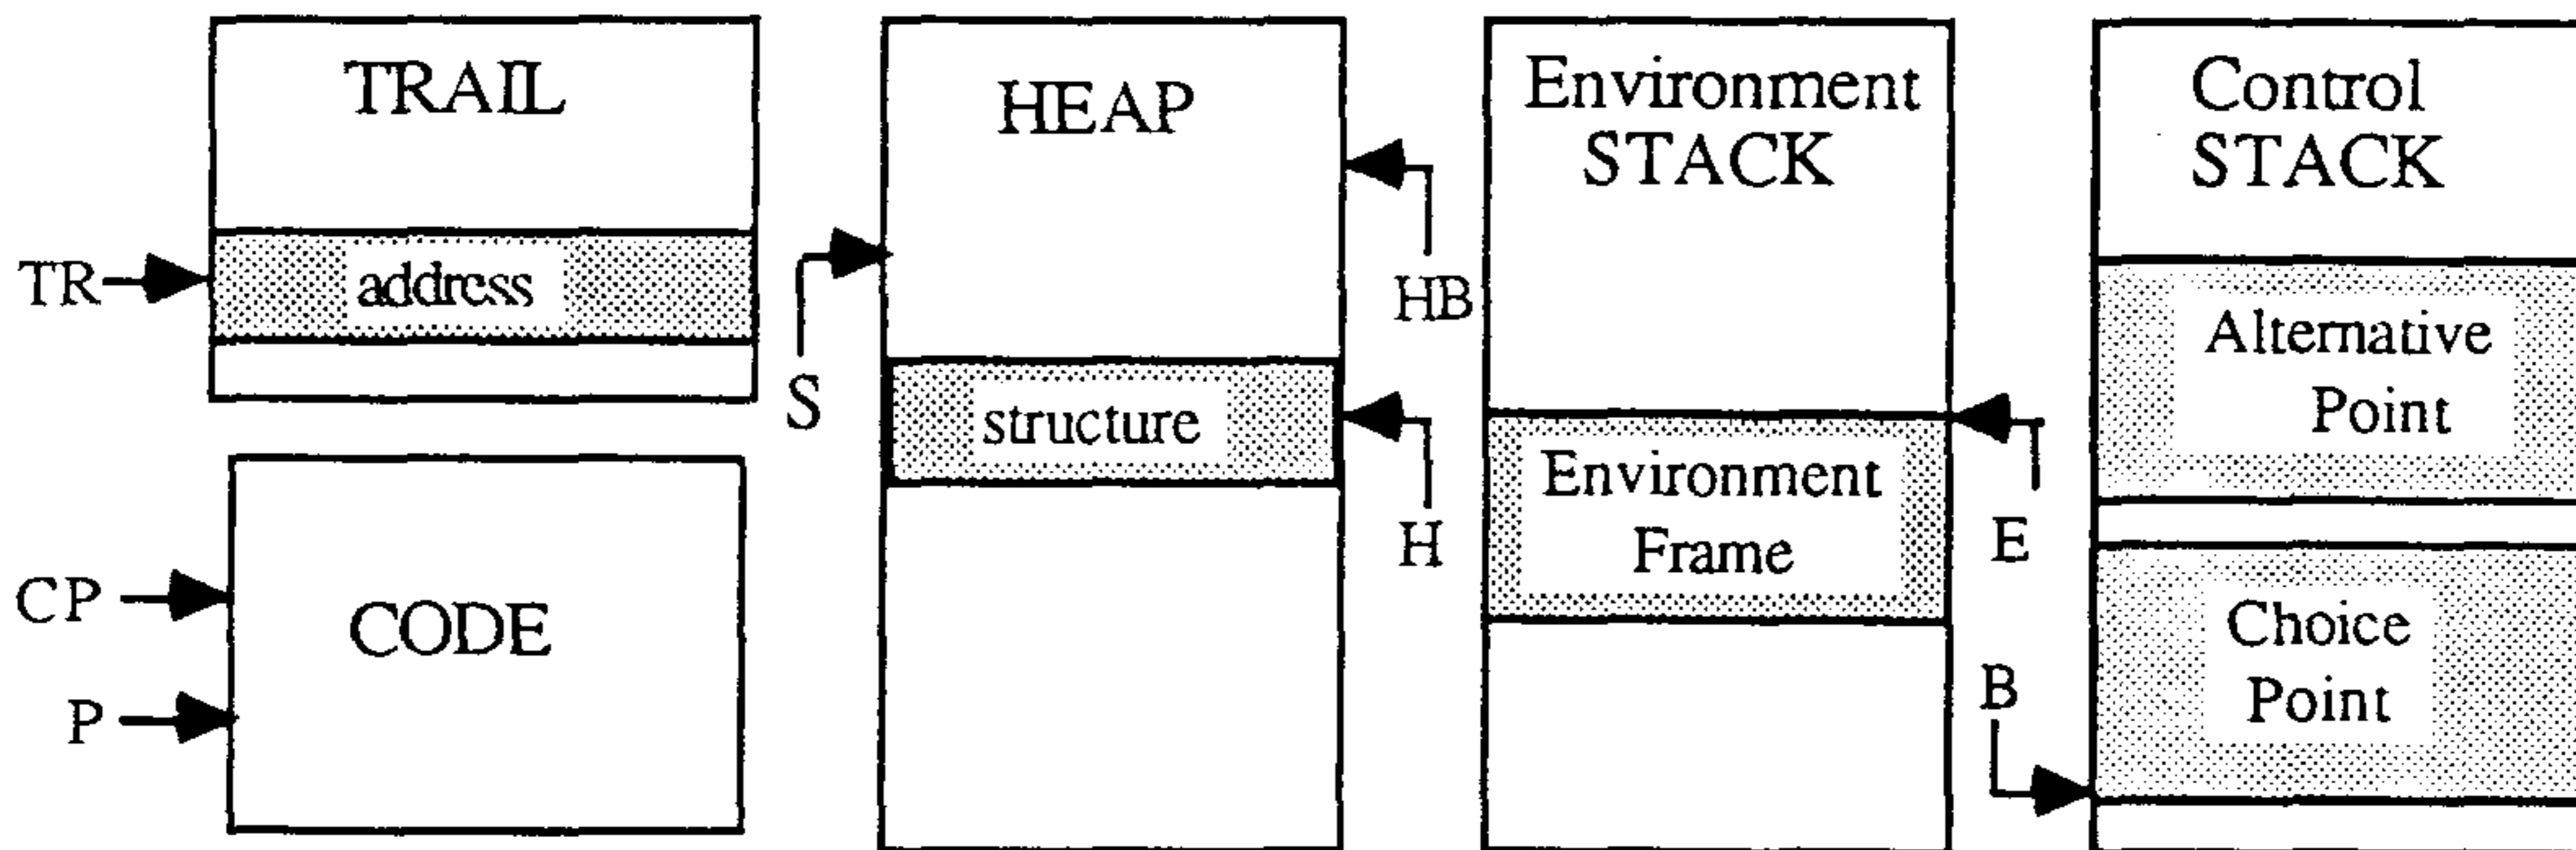 TRAIL
TR
address
CP
CODE
P
HEAP
S
HB
structure
H
Environment
STACK
Environment
Frame
E
Control
STACK
Alternative
Point
B
Choice
Point